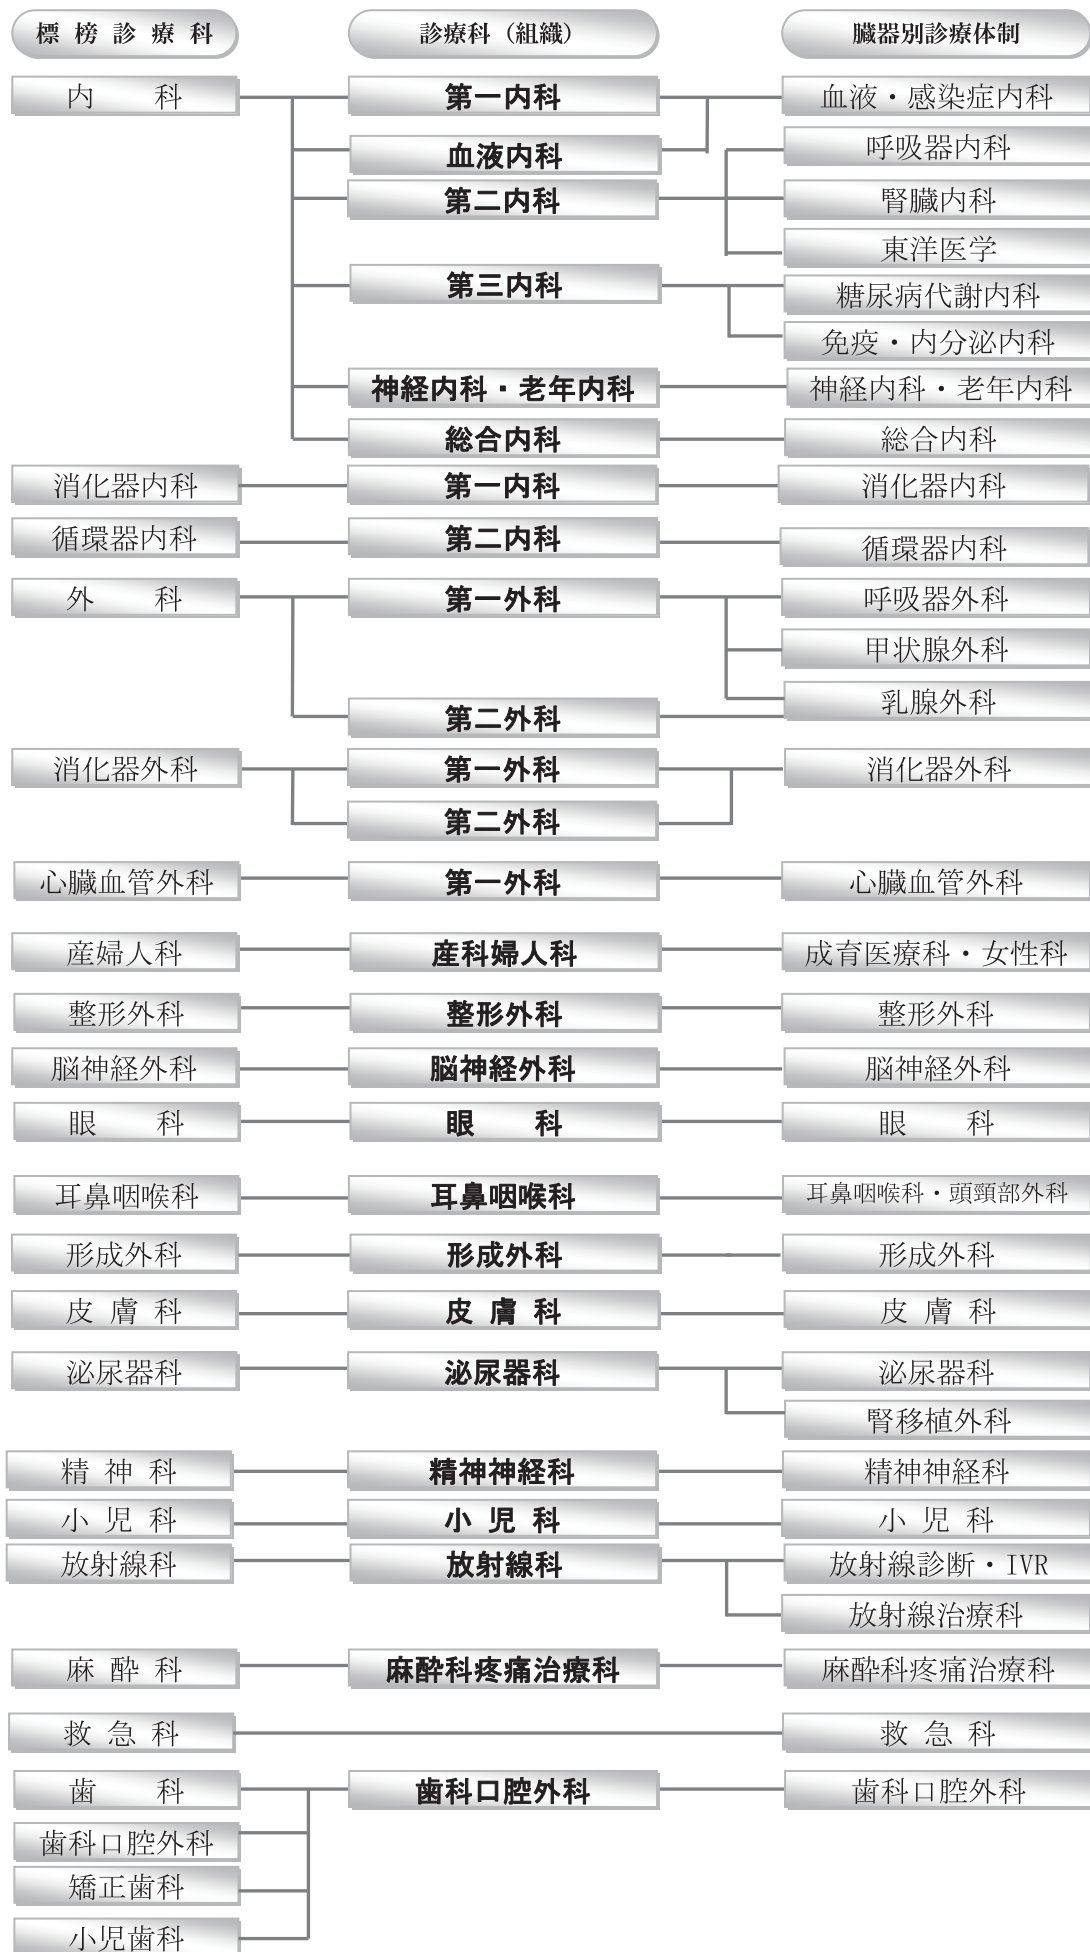 標榜診療科 診療科（組織） 臓器別診療体制
内科 第一内科 血液・感染症内科
血液内科 呼吸器内科
第二内科 腎臓内科
東洋医学
第三内科 糖尿病代謝内科
免疫・内分泌内科
神経内科・老年内科 神経内科・老年内科
総合内科 総合内科
消化器内科 第一内科 消化器内科
循環器内科 第二内科 循環器内科
外科 第一外科 呼吸器外科
甲状腺外科
第二外科 乳腺外科
消化器外科 第一外科 消化器外科
第二外科
心臓血管外科 第一外科 心臓血管外科
産婦人科 産科婦人科 成育医療科・女性科
整形外科 整形外科 整形外科
脳神経外科 脳神経外科 脳神経外科
眼科 眼科 眼科
耳鼻咽喉科 耳鼻咽喉科 耳鼻咽喉科・頭頸部外科
形成外科 形成外科 形成外科
皮膚科 皮膚科 皮膚科
泌尿器科 泌尿器科 泌尿器科
腎移植外科
精神科 精神神経科 精神神経科
小児科 小児科 小児科
放射線科 放射線科 放射線診断・IVR
放射線治療科
麻酔科 麻酔科疼痛治療科 麻酔科疼痛治療科
救急科 救急科
歯科 歯科口腔外科 歯科口腔外科
歯科口腔外科
矯正歯科
小児歯科